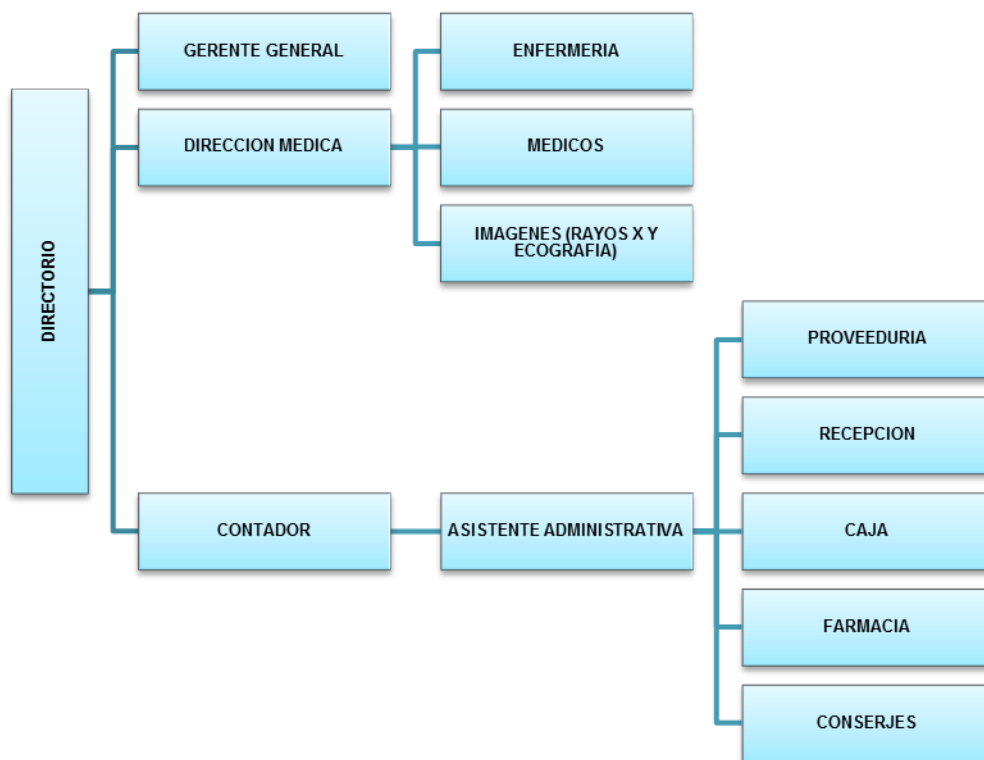 DIRECTORIO
GERENTE GENERAL
DIRECCION MEDICA
ENFERMERIA
MEDICOS
IMAGENES (RAYOS X Y
ECOGRAFIA)
CONTADOR
ASISTENTE ADMINISTRATIVA
PROVEEDURIA
RECEPCION
CAJA
FARMACIA
CONSERJES